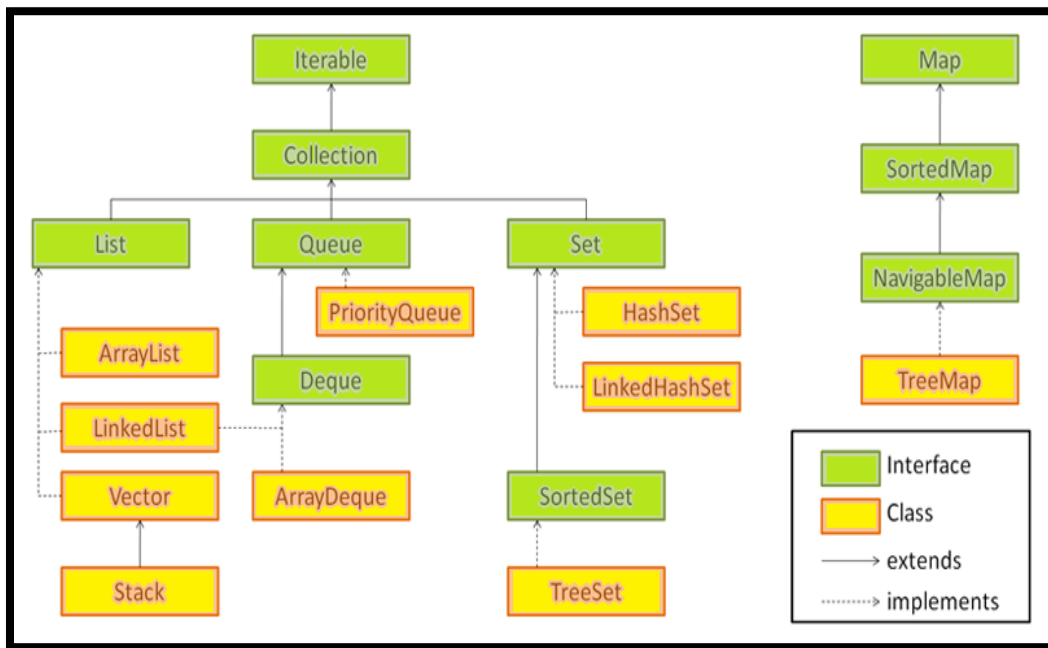 Iterable
Map
Collection
SortedMap
List
Queue
Set
NavigableMap
PriorityQueue
HashSet
ArrayList
Deque
LinkedHashSet
TreeMap
LinkedList
Interface
Vector
ArrayDeque
SortedSet
Class
extends
Stack
TreeSet
implements